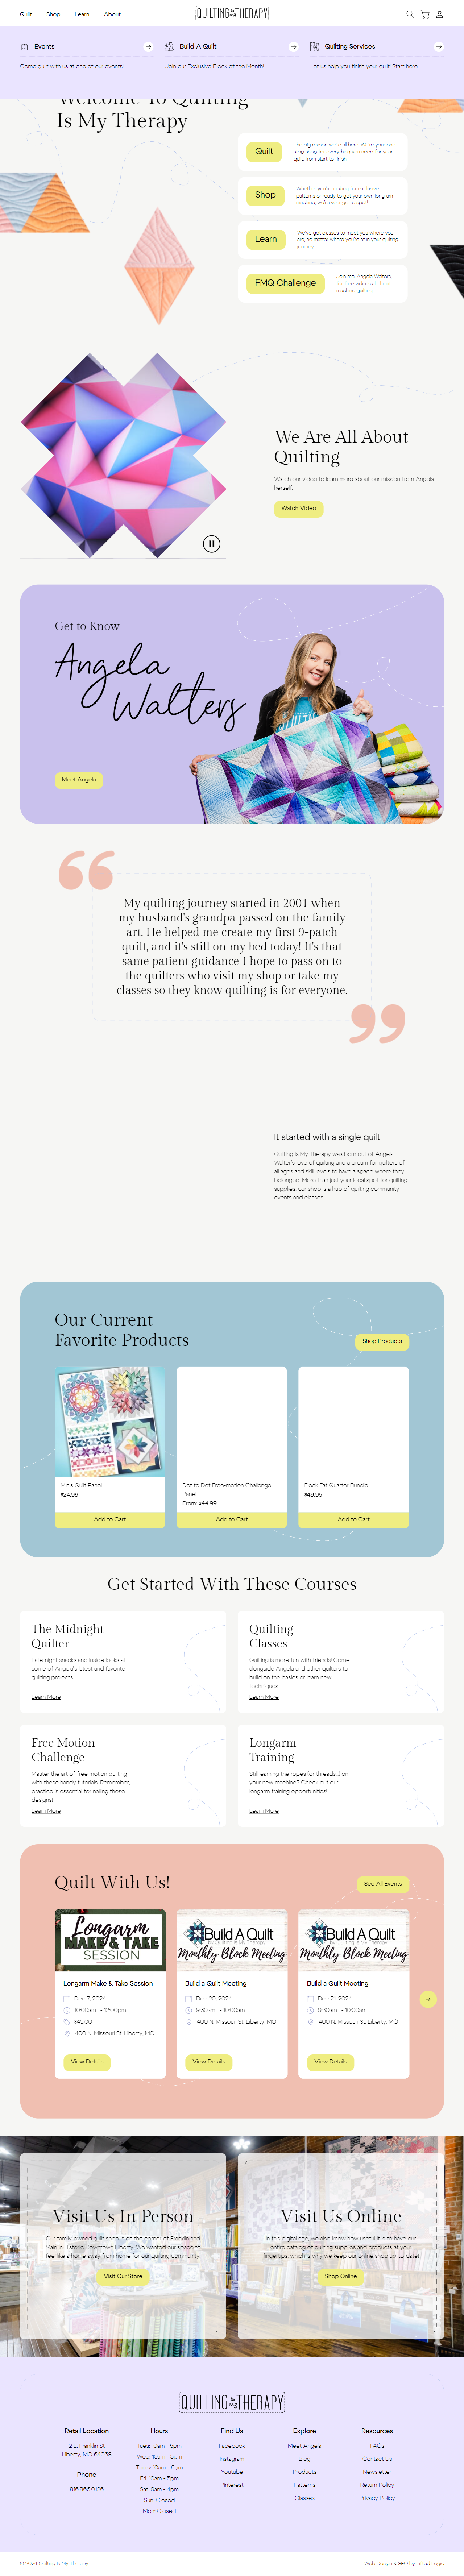 Quilt
Shop
Learn
About
QUILTING is my THERAPY
Events
Come quilt with us at one of our events!
Build A Quilt
Join our Exclusive Block of the Month!
Quilting Services
Let us help you finish your quilt! Start here.
Welcome To Quilting
Is My Therapy
Quilt
The big reason we're all here! We're your one-
stop shop for everything you need for your
quilt, from start to finish.
Shop
Whether you're looking for exclusive
patterns or ready to get your own long-arm
machine, we're your go-to spot!
Learn
We've got classes to meet you where you
are, no matter where you're at in your quilting
journey.
FMQ Challenge
Join me, Angela Walters,
for free videos all about
machine quilting!
We Are All About
Quilting
Watch our video to learn more about our mission from Angela
herself.
Watch Video
Get to Know
Angela
Walters
Meet Angela
My quilting journey started in 2001 when
my husband's grandpa passed on the family
art. He helped me create my first 9-patch
quilt, and it's still on my bed today! It's that
same patient guidance I hope to pass on to
the quilters who visit my shop or take my
classes so they know quilting is for everyone.
It started with a single quilt
Quilting Is My Therapy was born out of Angela
Walter's love of quilting and a dream for quilters of
all ages and skill levels to have a space where they
belonged. More than just your local spot for quilting
supplies, our shop is a hub of quilting community
events and classes.
Our Current
Favorite Products
Shop Products
Minis Quilt Panel
$24.99
Add to Cart
Dot to Dot Free-motion Challenge
Panel
From: $44.99
Add to Cart
Fleck Fat Quarter Bundle
$49.95
Add to Cart
Get Started With These Courses
The Midnight
Quilter
Late-night snacks and inside looks at
some of Angela's latest and favorite
quilting projects.
Learn More
Quilting
Classes
Quilting is more fun with friends! Come
alongside Angela and other quilters to
build on the basics or learn new
techniques.
Learn More
Free Motion
Challenge
Master the art of free motion quilting
with these handy tutorials. Remember,
practice is essential for nailing those
designs!
Learn More
Longarm
Training
Still learning the ropes (or threads...) on
your new machine? Check out our
longarm training opportunities!
Learn More
Quilt With Us!
See All Events
Longarm
MAKE & TAKE
SESSION
Longarm Make & Take Session
Dec 7, 2024
10:00am - 12:00pm
$45.00
400 N. Missouri St. Liberty, MO
View Details
Build A Quilt
Monthly Block Meeting
Build a Quilt Meeting
Dec 20, 2024
9:30am - 10:00am
400 N. Missouri St. Liberty, MO
View Details
Build A Quilt
Monthly Block Meeting
Build a Quilt Meeting
Dec 21, 2024
9:30am - 10:00am
400 N. Missouri St. Liberty, MO
View Details
Visit Us In Person
Our family-owned quilt shop is on the corner of Franklin and
Main in Historic Downtown Liberty. We wanted our space to
feel like a home away from home for our quilting community.
Visit Our Store
Visit Us Online
In this digital age, we also know how useful it is to have our
entire catalog of quilting supplies and products at your
fingertips, which is why we keep our online shop up-to-date!
Shop Online
QUILTING is my THERAPY
Retail Location
2 E. Franklin St
Liberty, MO 64068
Phone
816.866.0126
Hours
Tues: 10am - 5pm
Wed: 10am - 5pm
Thurs: 10am - 6pm
Fri: 10am - 5pm
Sat: 9am - 4pm
Sun: Closed
Mon: Closed
Find Us
Facebook
Instagram
Youtube
Pinterest
Explore
Meet Angela
Blog
Products
Patterns
Classes
Resources
FAQs
Contact Us
Newsletter
Return Policy
Privacy Policy
© 2024 Quilting Is My Therapy
Web Design & SEO by Lifted Logic